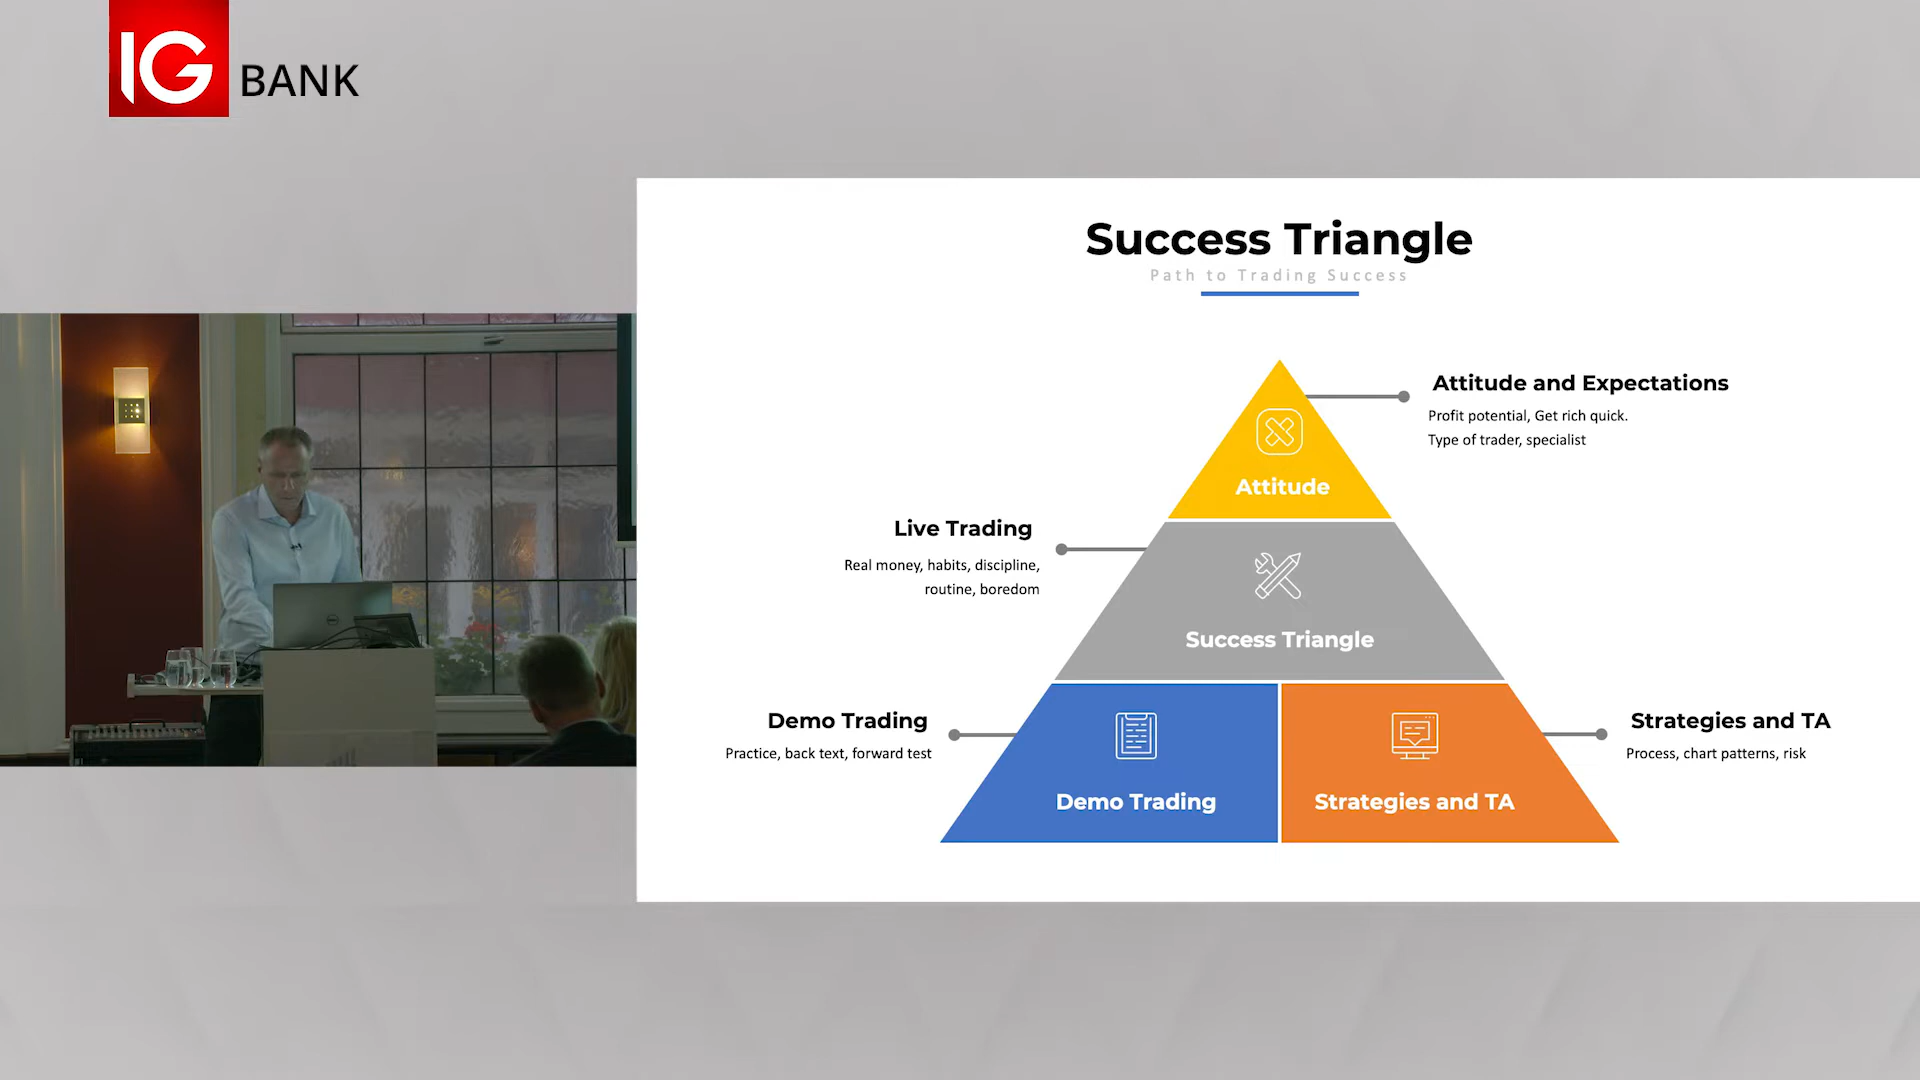 IG BANK
Success Triangle
Path to Trading Success
Attitude and Expectations
Profit potential, Get rich quick.
Type of trader, specialist
Attitude
Live Trading
Real money, habits, discipline,
routine, boredom
Success Triangle
Demo Trading
Practice, back text, forward test
Strategies and TA
Process, chart patterns, risk
Demo Trading
Strategies and TA